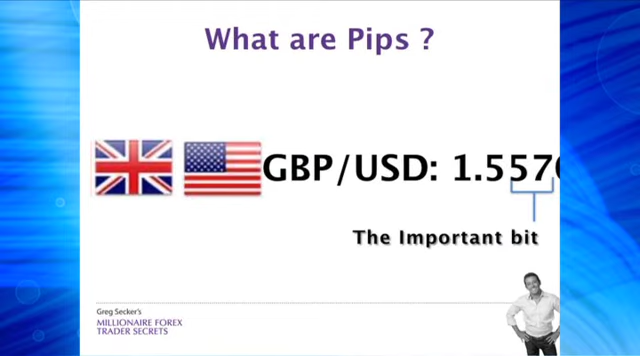 What are Pips ?
GBP/USD: 1.557
The Important bit
Greg Secker's
MILLIONAIRE FOREX
TRADER SECRETS